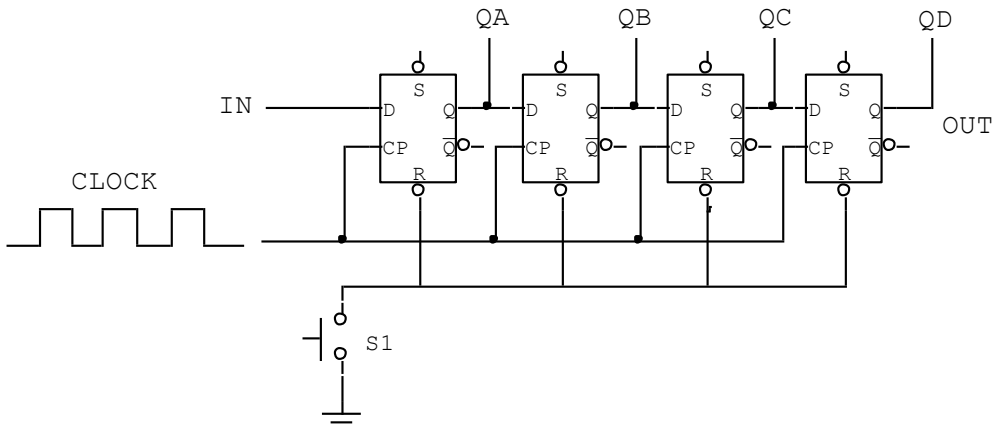 QA QB QC QD
S S S S
IN D Q D Q D Q D Q
OUT
CP Q̅ CP Q̅ CP Q̅ CP Q̅
R R R R
CLOCK
S1